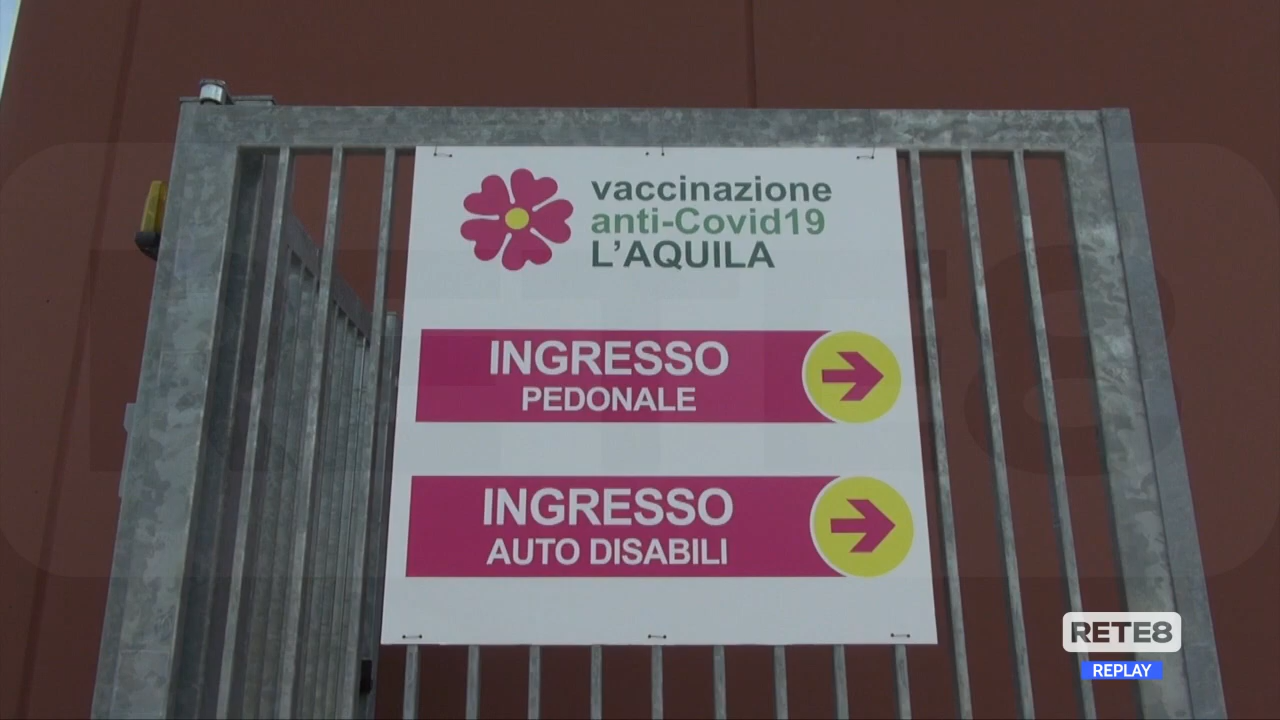 vaccinazione
anti-Covid19
L'AQUILA
INGRESSO
PEDONALE
INGRESSO
AUTO DISABILI
RETE8
REPLAY